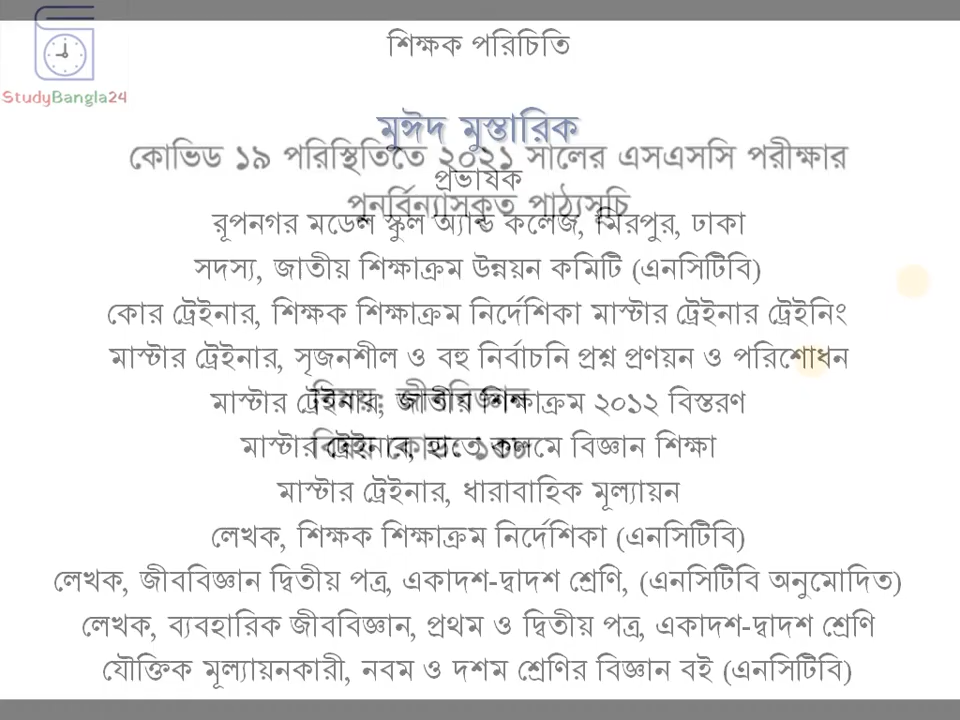 StudyBangla24
শিক্ষক পরিচিতি
মুঈদ মুস্তারিক
কোভিড ১৯ পরিস্থিতিতে ২০২১ সালের এসএসসি পরীক্ষার
প্রভাষক
পুনর্বিন্যাসকৃত পাঠ্যসূচি
রূপনগর মডেল স্কুল অ্যান্ড কলেজ, মিরপুর, ঢাকা
সদস্য, জাতীয় শিক্ষাক্রম উন্নয়ন কমিটি (এনসিটিবি)
কোর ট্রেইনার, শিক্ষক শিক্ষাক্রম নির্দেশিকা মাস্টার ট্রেইনার ট্রেইনিং
মাস্টার ট্রেইনার, সৃজনশীল ও বহু নির্বাচনি প্রশ্ন প্রণয়ন ও পরিশোধন
বিষয়: জীববিজ্ঞান
মাস্টার ট্রেইনার, জাতীয় শিক্ষাক্রম ২০১২ বিস্তরণ
মাস্টার ট্রেইনার, হাতে কলমে বিজ্ঞান শিক্ষা
মাস্টার ট্রেইনার, ধারাবাহিক মূল্যায়ন
লেখক, শিক্ষক শিক্ষাক্রম নির্দেশিকা (এনসিটিবি)
লেখক, জীববিজ্ঞান দ্বিতীয় পত্র, একাদশ-দ্বাদশ শ্রেণি, (এনসিটিবি অনুমোদিত)
লেখক, ব্যবহারিক জীববিজ্ঞান, প্রথম ও দ্বিতীয় পত্র, একাদশ-দ্বাদশ শ্রেণি
যৌক্তিক মূল্যায়নকারী, নবম ও দশম শ্রেণির বিজ্ঞান বই (এনসিটিবি)